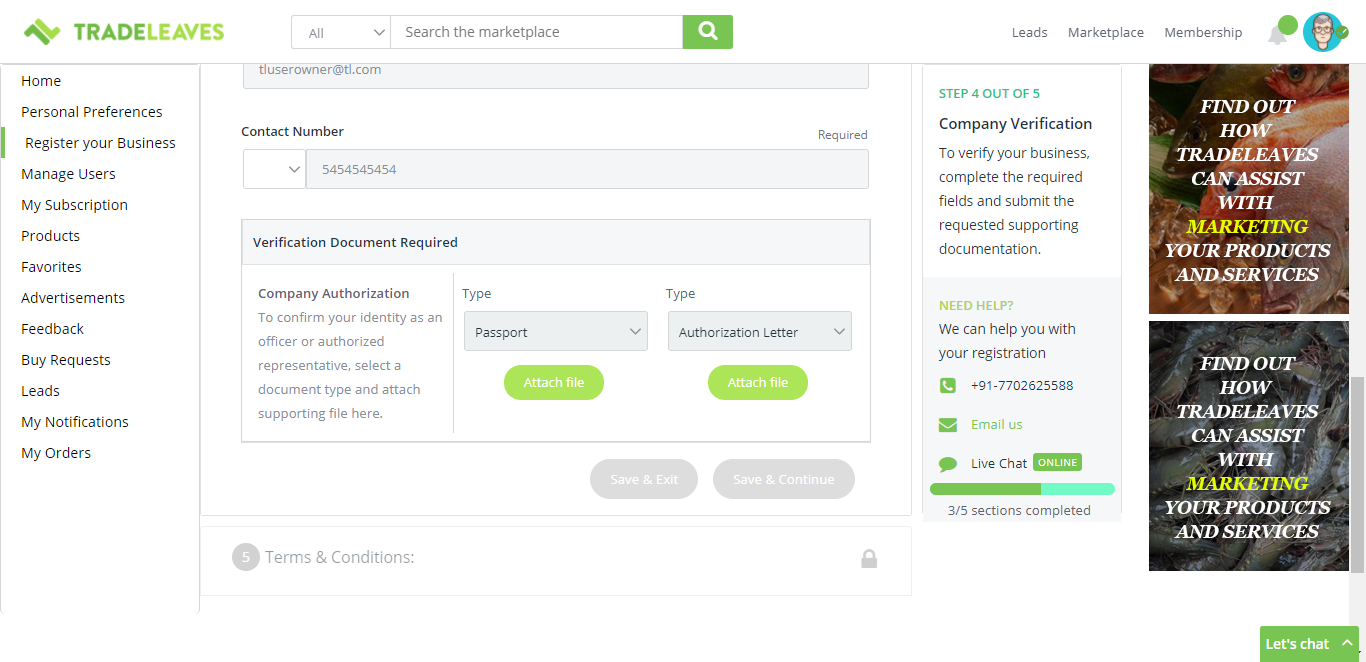 TRADELEAVES
All
Search the marketplace
Leads
Marketplace
Membership
Home
Personal Preferences
Register your Business
Manage Users
My Subscription
Products
Favorites
Advertisements
Feedback
Buy Requests
Leads
My Notifications
My Orders
tluserowner@tl.com
Contact Number
Required
5454545454
Verification Document Required
Company Authorization
To confirm your identity as an
officer or authorized
representative, select a
document type and attach
supporting file here.
Type
Passport
Attach file
Type
Authorization Letter
Attach file
Save & Exit
Save & Continue
5 Terms & Conditions:
STEP 4 OUT OF 5
Company Verification
To verify your business,
complete the required
fields and submit the
requested supporting
documentation.
NEED HELP?
We can help you with
your registration
+91-7702625588
Email us
Live Chat ONLINE
3/5 sections completed
FIND OUT
HOW
TRADELEAVES
CAN ASSIST
WITH
MARKETING
YOUR PRODUCTS
AND SERVICES
FIND OUT
HOW
TRADELEAVES
CAN ASSIST
WITH
MARKETING
YOUR PRODUCTS
AND SERVICES
Let's chat